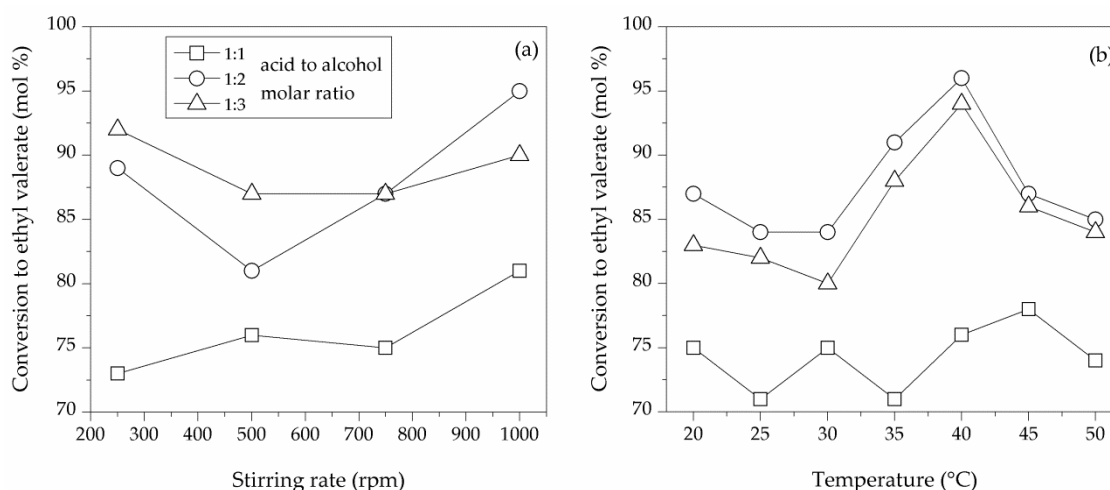 (a)
1:1
1:2
1:3
acid to alcohol
molar ratio
Conversion to ethyl valerate (mol %)
100
95
90
85
80
75
70
200 300 400 500 600 700 800 900 1000
Stirring rate (rpm)
(b)
Conversion to ethyl valerate (mol %)
100
95
90
85
80
75
70
20 25 30 35 40 45 50
Temperature (°C)